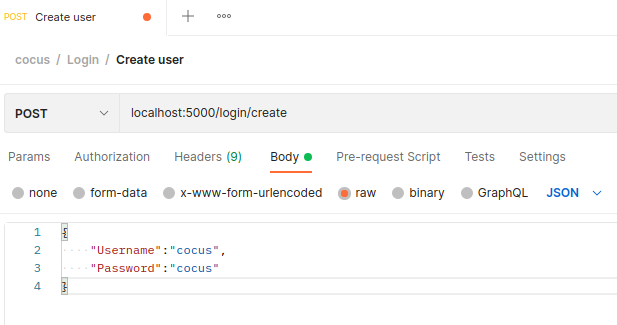 POST Create user
cocus / Login / Create user
POST localhost:5000/login/create
Params Authorization Headers (9) Body Pre-request Script Tests Settings
none form-data x-www-form-urlencoded raw binary GraphQL JSON
1 {
2 "Username":"cocus",
3 "Password":"cocus"
4 }